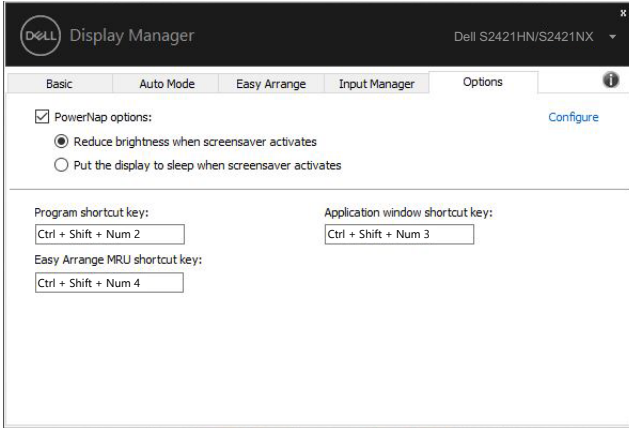 DELL Display Manager
x
Dell S2421HN/S2421NX
Basic Auto Mode Easy Arrange Input Manager Options i
PowerNap options: Configure
Reduce brightness when screensaver activates
Put the display to sleep when screensaver activates
Program shortcut key: Application window shortcut key:
Ctrl + Shift + Num 2 Ctrl + Shift + Num 3
Easy Arrange MRU shortcut key:
Ctrl + Shift + Num 4